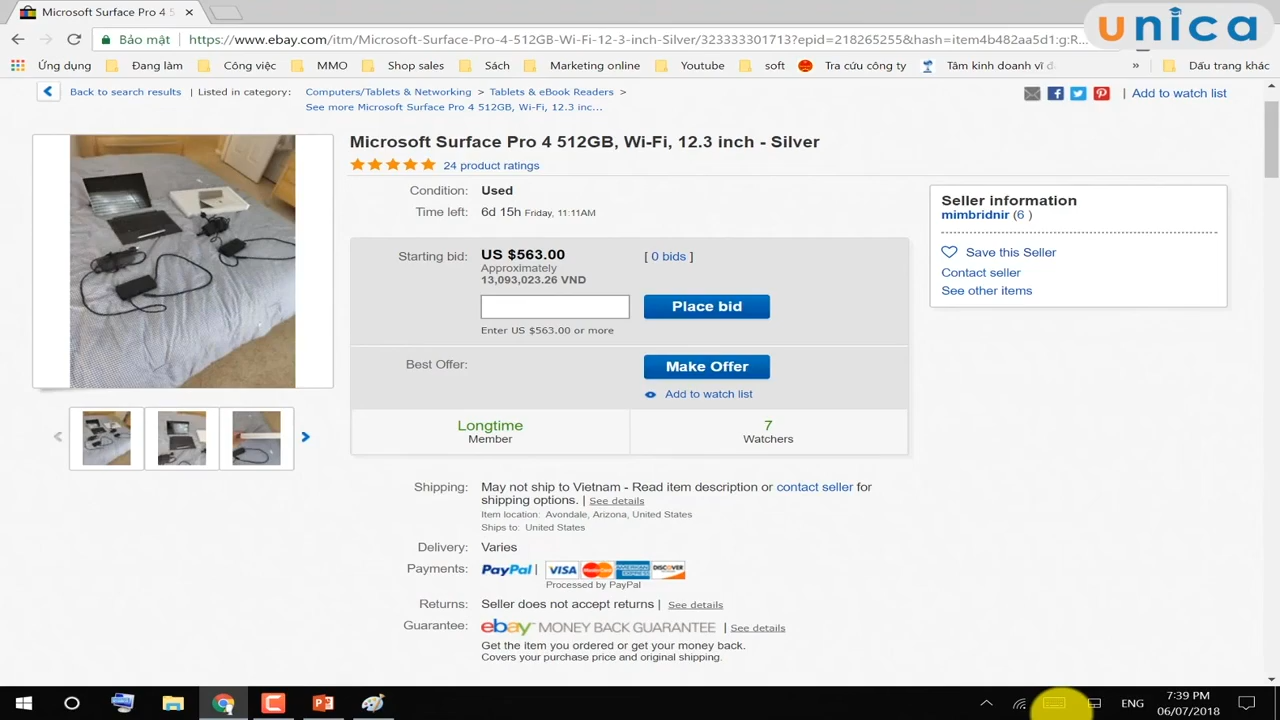 Microsoft Surface Pro 4 5
unica
Bảo mật
https://www.ebay.com/itm/Microsoft-Surface-Pro-4-512GB-Wi-Fi-12-3-inch-Silver/323333301713?epid=218265255&hash=item4b482aa5d1:g:R...
Ứng dụng Đang làm Công việc MMO Shop sales Sách Marketing online Youtube soft Tra cứu công ty Tâm kinh doanh vĩ đ » Dấu trang khác
Back to search results | Listed in category: Computers/Tablets & Networking > Tablets & eBook Readers >
See more Microsoft Surface Pro 4 512GB, Wi-Fi, 12.3 inc...
| Add to watch list
Microsoft Surface Pro 4 512GB, Wi-Fi, 12.3 inch - Silver
24 product ratings
Condition: Used
Time left: 6d 15h Friday, 11:11AM
Starting bid: US $563.00 [ 0 bids ]
Approximately
13,093,023.26 VND
Place bid
Enter US $563.00 or more
Best Offer: Make Offer
Add to watch list
Longtime
Member
7
Watchers
Seller information
mimbridnir (6 )
Save this Seller
Contact seller
See other items
Shipping: May not ship to Vietnam - Read item description or contact seller for
shipping options. | See details
Item location: Avondale, Arizona, United States
Ships to: United States
Delivery: Varies
Payments: PayPal | VISA MasterCard AMERICAN EXPRESS DISCOVER
Processed by PayPal
Returns: Seller does not accept returns | See details
Guarantee: ebay MONEY BACK GUARANTEE | See details
Get the item you ordered or get your money back.
Covers your purchase price and original shipping.
ENG
7:39 PM
06/07/2018